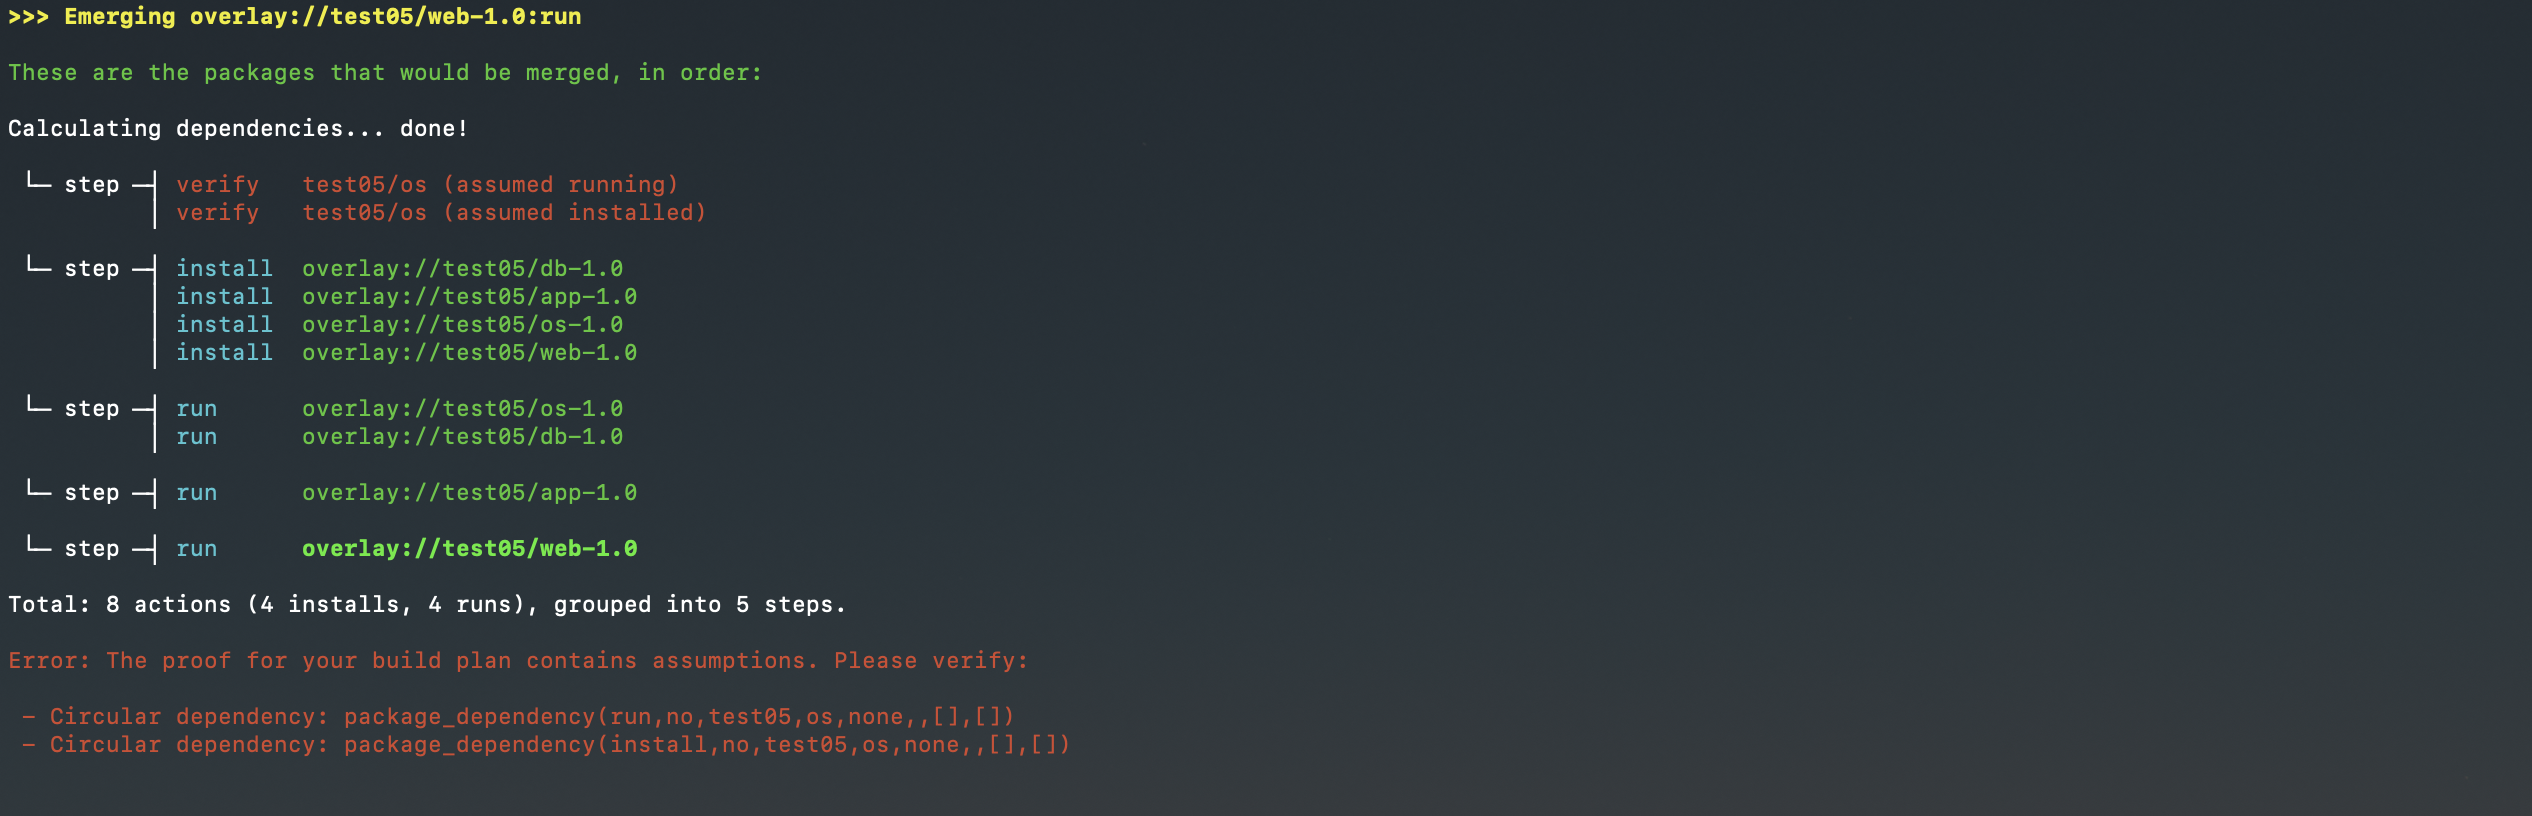 >>> Emerging overlay://test05/web-1.0:run
These are the packages that would be merged, in order:
Calculating dependencies... done!
└─ step ─┤ verify   test05/os (assumed running)
         │ verify   test05/os (assumed installed)
└─ step ─┤ install  overlay://test05/db-1.0
         │ install  overlay://test05/app-1.0
         │ install  overlay://test05/os-1.0
         │ install  overlay://test05/web-1.0
└─ step ─┤ run      overlay://test05/os-1.0
         │ run      overlay://test05/db-1.0
└─ step ─┤ run      overlay://test05/app-1.0
└─ step ─┤ run      overlay://test05/web-1.0
Total: 8 actions (4 installs, 4 runs), grouped into 5 steps.
Error: The proof for your build plan contains assumptions. Please verify:
- Circular dependency: package_dependency(run,no,test05,os,none,,[],[])
- Circular dependency: package_dependency(install,no,test05,os,none,,[],[])